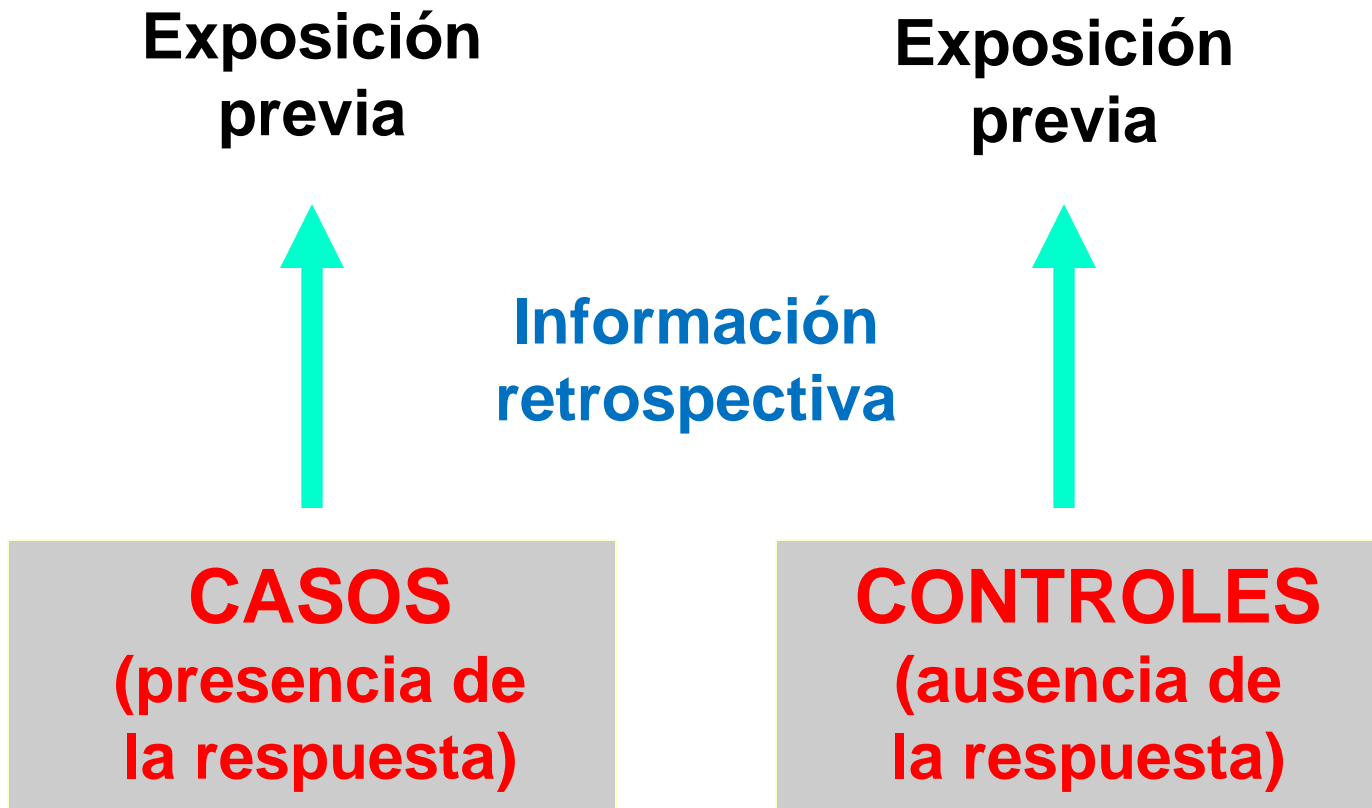 Exposición
previa
Exposición
previa
Información
retrospectiva
CASOS
(presencia de
la respuesta)
CONTROLES
(ausencia de
la respuesta)